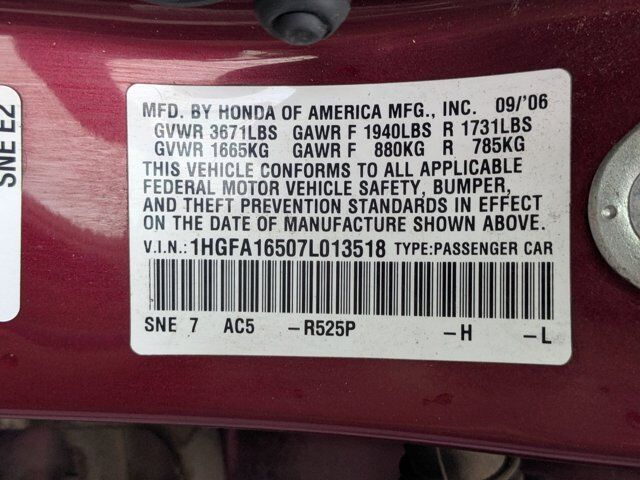 SNE E2
MFD. BY HONDA OF AMERICA MFG., INC. 09/'06
GVWR 3671LBS GAWR F 1940LBS R 1731LBS
GVWR 1665KG GAWR F 880KG R 785KG
THIS VEHICLE CONFORMS TO ALL APPLICABLE
FEDERAL MOTOR VEHICLE SAFETY, BUMPER,
AND THEFT PREVENTION STANDARDS IN EFFECT
ON THE DATE OF MANUFACTURE SHOWN ABOVE.
V.I.N.: 1HGFA16507L013518 TYPE:PASSENGER CAR
SNE 7 AC5 –R525P –H –L